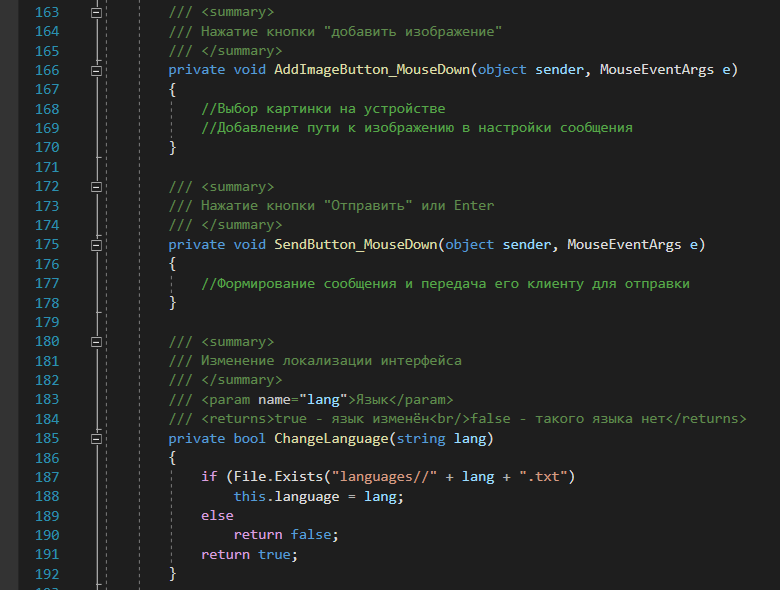 163 /// <summary>
164 /// Нажатие кнопки "добавить изображение"
165 /// </summary>
166 private void AddImageButton_MouseDown(object sender, MouseEventArgs e)
167 {
168 //Выбор картинки на устройстве
169 //Добавление пути к изображению в настройки сообщения
170 }
171
172 /// <summary>
173 /// Нажатие кнопки "Отправить" или Enter
174 /// </summary>
175 private void SendButton_MouseDown(object sender, MouseEventArgs e)
176 {
177 //Формирование сообщения и передача его клиенту для отправки
178 }
179
180 /// <summary>
181 /// Изменение локализации интерфейса
182 /// </summary>
183 /// <param name="lang">Язык</param>
184 /// <returns>true - язык изменён<br/>false - такого языка нет</returns>
185 private bool ChangeLanguage(string lang)
186 {
187 if (File.Exists("languages//" + lang + ".txt")
188 this.language = lang;
189 else
190 return false;
191 return true;
192 }